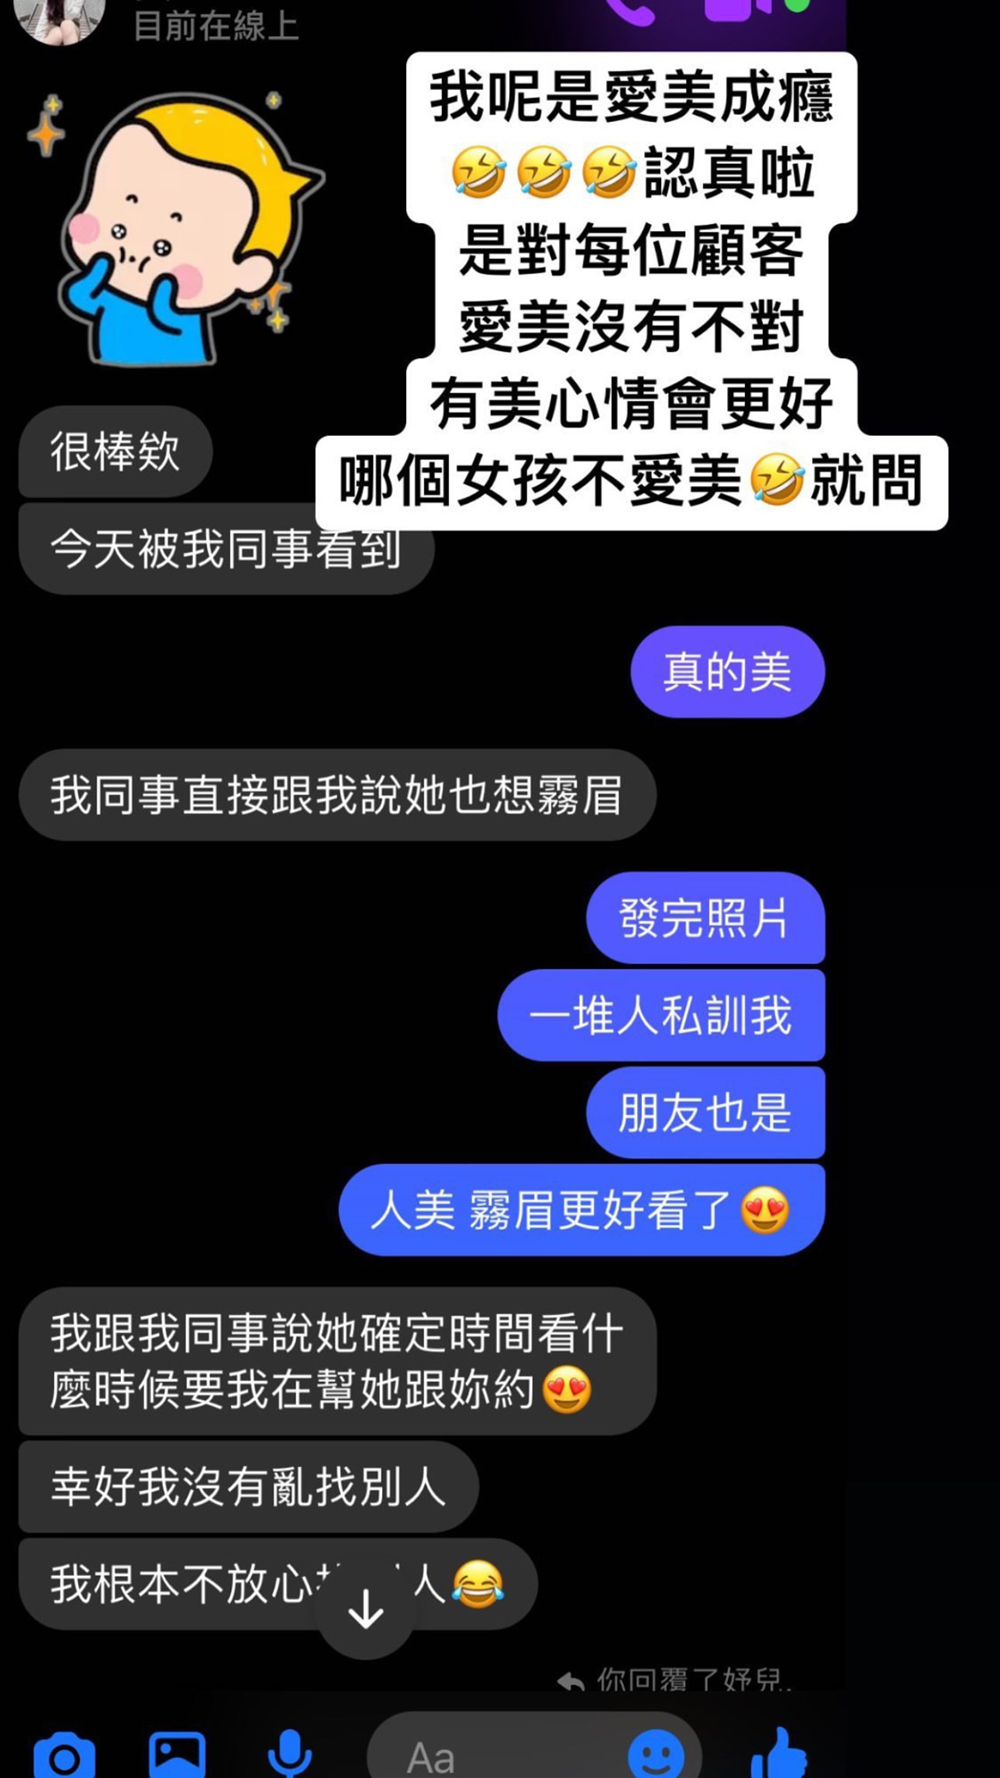 目前在線上
我呢是愛美成癮
🤣🤣🤣認真啦
是對每位顧客
愛美沒有不對
有美心情會更好
哪個女孩不愛美🤣就問
很棒欸
今天被我同事看到
真的美
我同事直接跟我說她也想霧眉
發完照片
一堆人私訓我
朋友也是
人美 霧眉更好看了😍
我跟我同事說她確定時間看什
麼時候要我在幫她跟妳約😍
幸好我沒有亂找別人
我根本不放心 人😂
你回覆了妤兒.
Aa